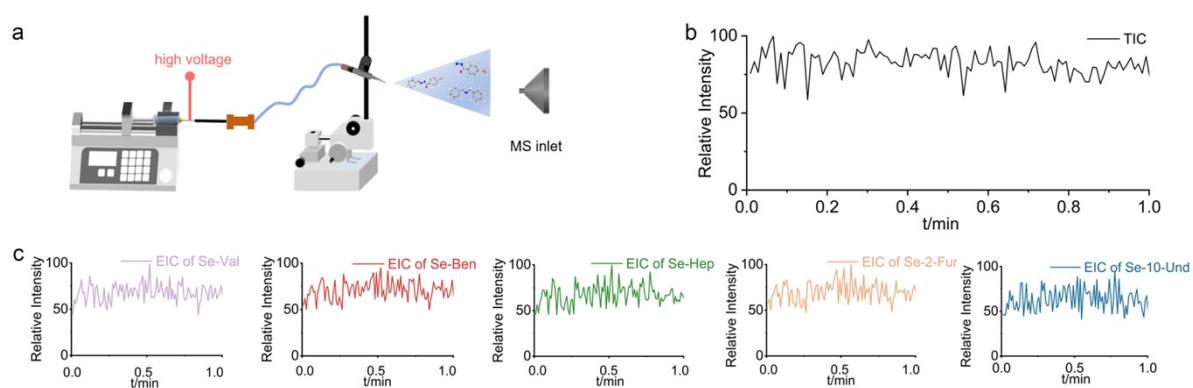 a
high voltage
MS inlet
b
TIC
Relative Intensity
100
50
0
0.0 0.2 0.4 0.6 0.8 1.0
t/min
c
EIC of Se-Val
Relative Intensity
100
50
0
0.0 0.5 1.0
t/min
EIC of Se-Ben
Relative Intensity
100
50
0
0.0 0.5 1.0
t/min
EIC of Se-Hep
Relative Intensity
100
50
0
0.0 0.5 1.0
t/min
EIC of Se-2-Fur
Relative Intensity
100
50
0
0.0 0.5 1.0
t/min
EIC of Se-10-Und
Relative Intensity
100
50
0
0.0 0.5 1.0
t/min